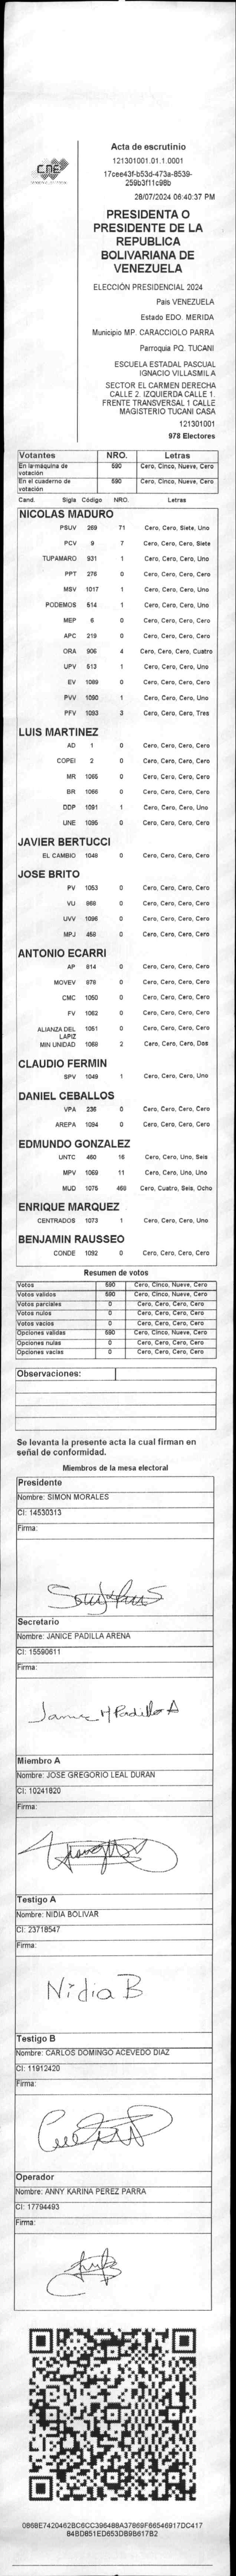 CNE
Acta de escrutinio
121301001.01.1.0001
17cee43f-b53d-473a-8539-
259b3f11c98b
28/07/2024 06:40:37 PM
PRESIDENTA O
PRESIDENTE DE LA
REPUBLICA
BOLIVARIANA DE
VENEZUELA
ELECCIÓN PRESIDENCIAL 2024
Pais VENEZUELA
Estado EDO. MERIDA
Municipio MP. CARACCIOLO PARRA
Parroquia PQ. TUCANI
ESCUELA ESTADAL PASCUAL
IGNACIO VILLASMIL A
SECTOR EL CARMEN DERECHA
CALLE 2. IZQUIERDA CALLE 1.
FRENTE TRANSVERSAL 1 CALLE
MAGISTERIO TUCANI CASA
121301001
978 Electores
Votantes NRO. Letras
En la maquina de votación 590 Cero, Cinco, Nueve, Cero
En el cuaderno de votación 590 Cero, Cinco, Nueve, Cero
Cand. Sigla Código NRO. Letras
NICOLAS MADURO
PSUV 269 71 Cero, Cero, Siete, Uno
PCV 9 7 Cero, Cero, Cero, Siete
TUPAMARO 931 1 Cero, Cero, Cero, Uno
PPT 276 0 Cero, Cero, Cero, Cero
MSV 1017 1 Cero, Cero, Cero, Uno
PODEMOS 514 1 Cero, Cero, Cero, Uno
MEP 6 0 Cero, Cero, Cero, Cero
APC 219 0 Cero, Cero, Cero, Cero
ORA 906 4 Cero, Cero, Cero, Cuatro
UPV 513 1 Cero, Cero, Cero, Uno
EV 1089 0 Cero, Cero, Cero, Cero
PVV 1090 1 Cero, Cero, Cero, Uno
PFV 1093 3 Cero, Cero, Cero, Tres
LUIS MARTINEZ
AD 1 0 Cero, Cero, Cero, Cero
COPEI 2 0 Cero, Cero, Cero, Cero
MR 1065 0 Cero, Cero, Cero, Cero
BR 1066 0 Cero, Cero, Cero, Cero
DDP 1091 1 Cero, Cero, Cero, Uno
UNE 1095 0 Cero, Cero, Cero, Cero
JAVIER BERTUCCI
EL CAMBIO 1048 0 Cero, Cero, Cero, Cero
JOSE BRITO
PV 1053 0 Cero, Cero, Cero, Cero
VU 868 0 Cero, Cero, Cero, Cero
UVV 1096 0 Cero, Cero, Cero, Cero
MPJ 458 0 Cero, Cero, Cero, Cero
ANTONIO ECARRI
AP 814 0 Cero, Cero, Cero, Cero
MOVEV 878 0 Cero, Cero, Cero, Cero
CMC 1050 0 Cero, Cero, Cero, Cero
FV 1062 0 Cero, Cero, Cero, Cero
ALIANZA DEL LAPIZ 1061 0 Cero, Cero, Cero, Cero
MIN UNIDAD 1068 2 Cero, Cero, Cero, Dos
CLAUDIO FERMIN
SPV 1049 1 Cero, Cero, Cero, Uno
DANIEL CEBALLOS
VPA 236 0 Cero, Cero, Cero, Cero
AREPA 1094 0 Cero, Cero, Cero, Cero
EDMUNDO GONZALEZ
UNTC 460 16 Cero, Cero, Uno, Seis
MPV 1069 11 Cero, Cero, Uno, Uno
MUD 1075 468 Cero, Cuatro, Seis, Ocho
ENRIQUE MARQUEZ
CENTRADOS 1073 1 Cero, Cero, Cero, Uno
BENJAMIN RAUSSEO
CONDE 1092 0 Cero, Cero, Cero, Cero
Resumen de votos
Votos 590 Cero, Cinco, Nueve, Cero
Votos validos 590 Cero, Cinco, Nueve, Cero
Votos parciales 0 Cero, Cero, Cero, Cero
Votos nulos 0 Cero, Cero, Cero, Cero
Votos vacios 0 Cero, Cero, Cero, Cero
Opciones validas 590 Cero, Cinco, Nueve, Cero
Opciones nulas 0 Cero, Cero, Cero, Cero
Opciones vacias 0 Cero, Cero, Cero, Cero
Observaciones:
Se levanta la presente acta la cual firman en
señal de conformidad.
Miembros de la mesa electoral
Presidente
Nombre: SIMON MORALES
CI: 14530313
Firma:
Secretario
Nombre: JANICE PADILLA ARENA
CI: 15590611
Firma:
Janice M Padilla A
Miembro A
Nombre: JOSE GREGORIO LEAL DURAN
CI: 10241820
Firma:
Testigo A
Nombre: NIDIA BOLIVAR
CI: 23718547
Firma:
Nidia B
Testigo B
Nombre: CARLOS DOMINGO ACEVEDO DIAZ
CI: 11912420
Firma:
Operador
Nombre: ANNY KARINA PEREZ PARRA
CI: 17794493
Firma:
0B6BE7420462BC6CC396488A37869F66546917DC417
84BD851ED653DB9B617B2